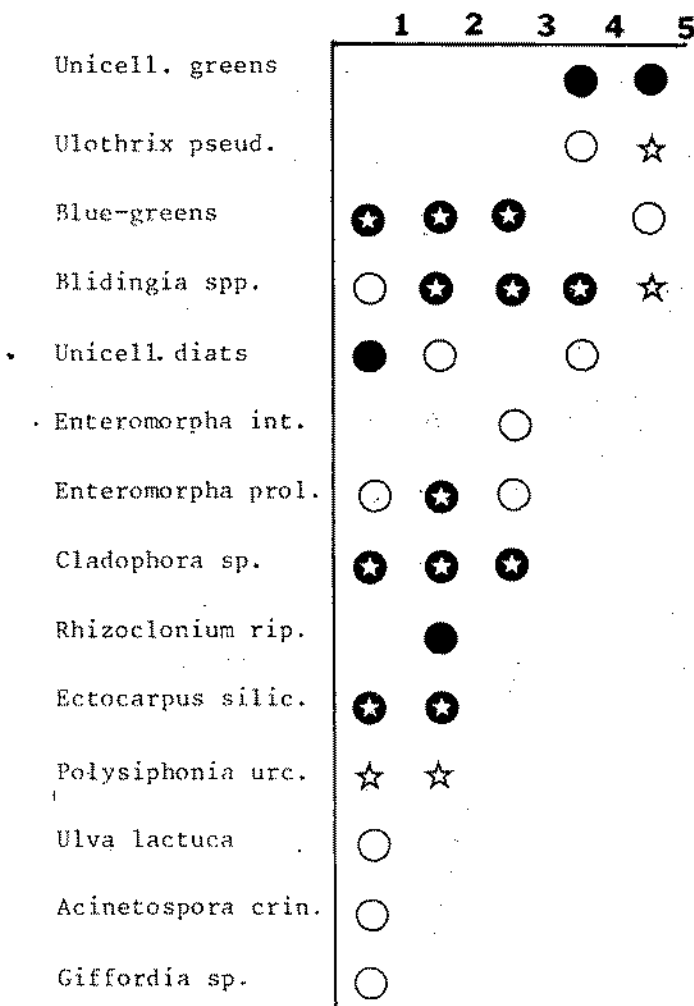 1 2 3 4 5
Unicell. greens
Ulothrix pseud.
Blue-greens
Blidingia spp.
Unicell. diats
Enteromorpha int.
Enteromorpha prol.
Cladophora sp.
Rhizoclonium rip.
Ectocarpus silic.
Polysiphonia urc.
Ulva lactuca
Acinetospora crin.
Giffordia sp.